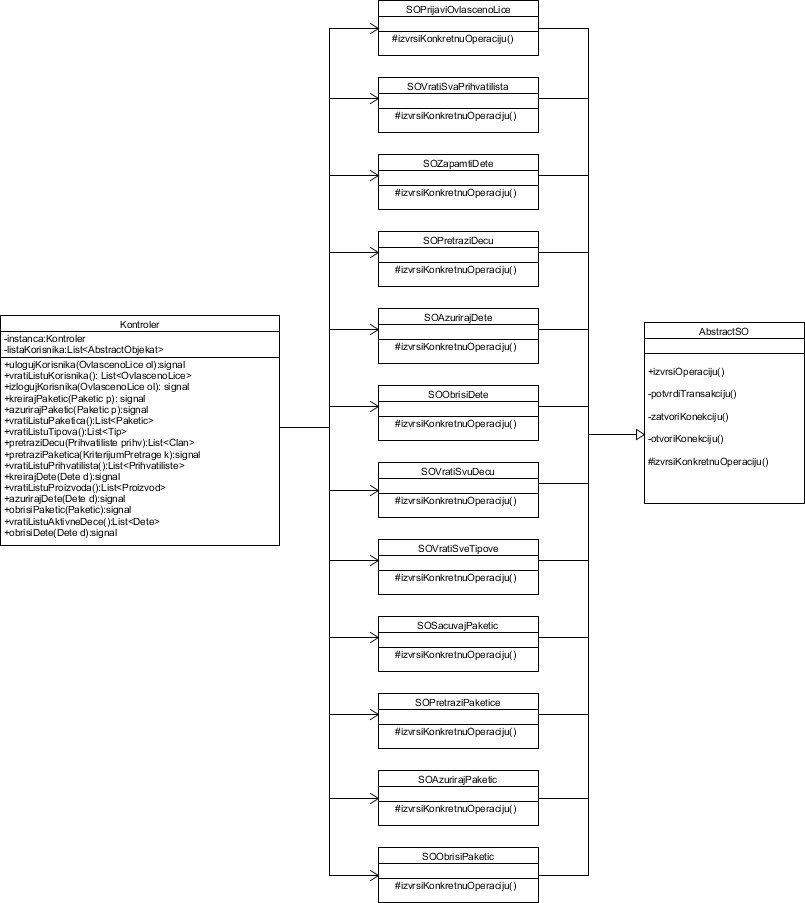 SOPrijaviOvlascenoLice
#izvrsiKonkretnuOperaciju()
SOVratiSvaPrihvatilista
#izvrsiKonkretnuOperaciju()
SOZapamtiDete
#izvrsiKonkretnuOperaciju()
SOPretraziDecu
#izvrsiKonkretnuOperaciju()
SOAzurirajDete
#izvrsiKonkretnuOperaciju()
SOObrisiDete
#izvrsiKonkretnuOperaciju()
SOVratiSvuDecu
#izvrsiKonkretnuOperaciju()
SOVratiSveTipove
#izvrsiKonkretnuOperaciju()
SOSacuvajPaketic
#izvrsiKonkretnuOperaciju()
SOPretraziPaketice
#izvrsiKonkretnuOperaciju()
SOAzurirajPaketic
#izvrsiKonkretnuOperaciju()
SOObrisiPaketic
#izvrsiKonkretnuOperaciju()
Kontroler
-instanca:Kontroler
-listaKorisnika:List<AbstractObjekat>
+ulogujKorisnika(OvlascenoLice ol):signal
+vratiListuKorisnika(): List<OvlascenoLice>
+izlogujKorisnika(OvlascenoLice ol): signal
+kreirajPaketic(Paketic p): signal
+azurirajPaketic(Paketic p):signal
+vratiListuPaketica():List<Paketic>
+vratiListuTipova():List<Tip>
+pretraziDecu(Prihvatiliste prihv):List<Clan>
+pretraziPaketica(KriterijumPretrage k):signal
+vratiListuPrihvatilista():List<Prihvatiliste>
+kreirajDete(Dete d):signal
+vratiListuProizvoda():List<Proizvod>
+azurirajDete(Dete d):signal
+obrisiPaketic(Paketic):signal
+vratiListuAktivneDece():List<Dete>
+obrisiDete(Dete d):signal
AbstractSO
+izvrsiOperaciju()
-potvrdiTransakciju()
-zatvoriKonekciju()
-otvoriKonekciju()
#izvrsiKonkretnuOperaciju()